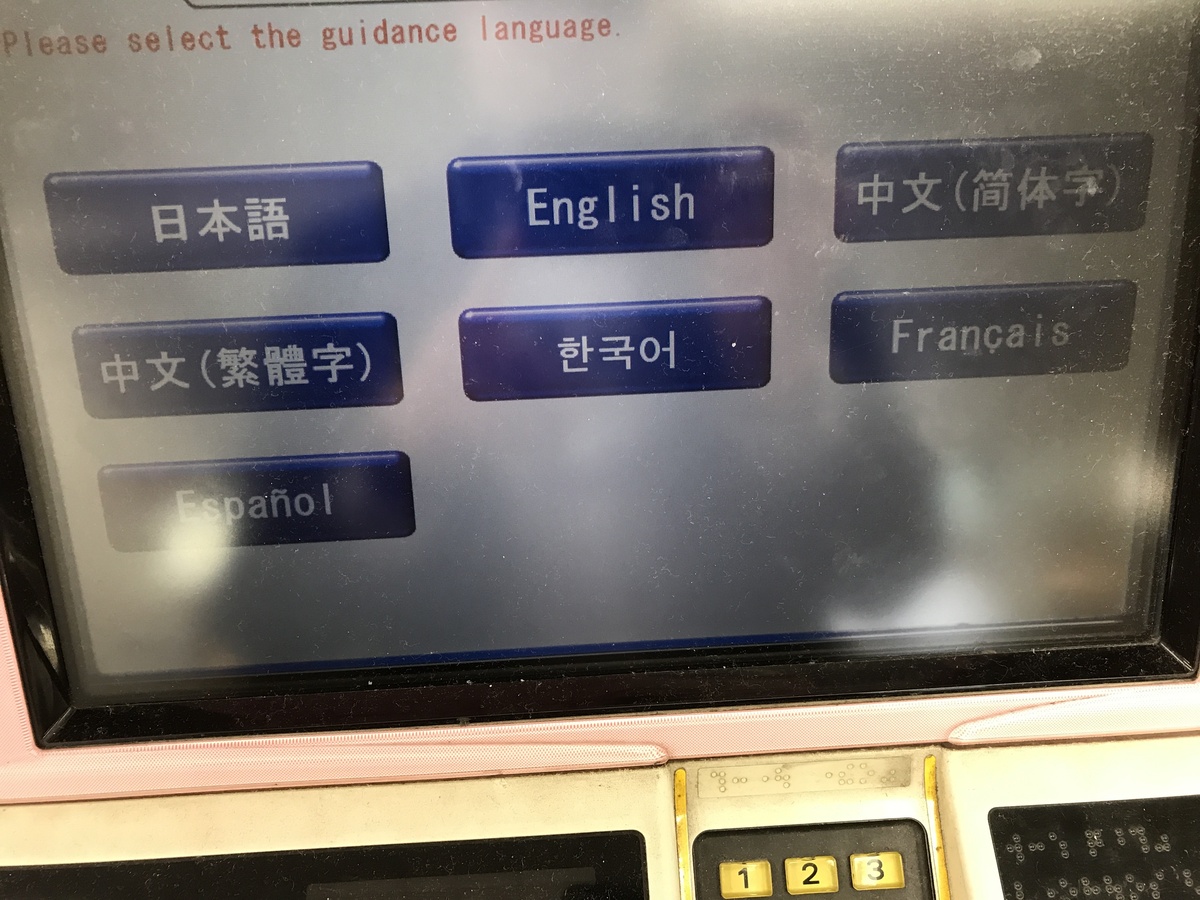 Please select the guidance language.
日本語
English
中文(简体字)
中文(繁體字)
한국어
Français
Español
1
2
3